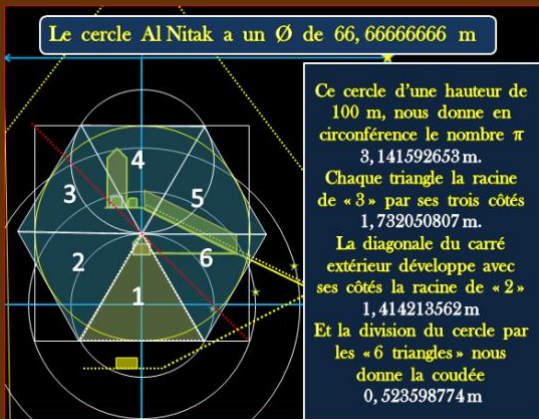 Le cercle Al Nitak a un Ø de 66, 66666666 m
Ce cercle d'une hauteur de
100 m, nous donne en
circonférence le nombre π
3,141592653 m.
Chaque triangle la racine
de «3» par ses trois côtés
1,732050807 m.
La diagonale du carré
extérieur développe avec
ses côtés la racine de «2»
1,414213562 m
Et la division du cercle par
les «6 triangles» nous
donne la coudée
0,523598774 m
4
3
5
2
6
1